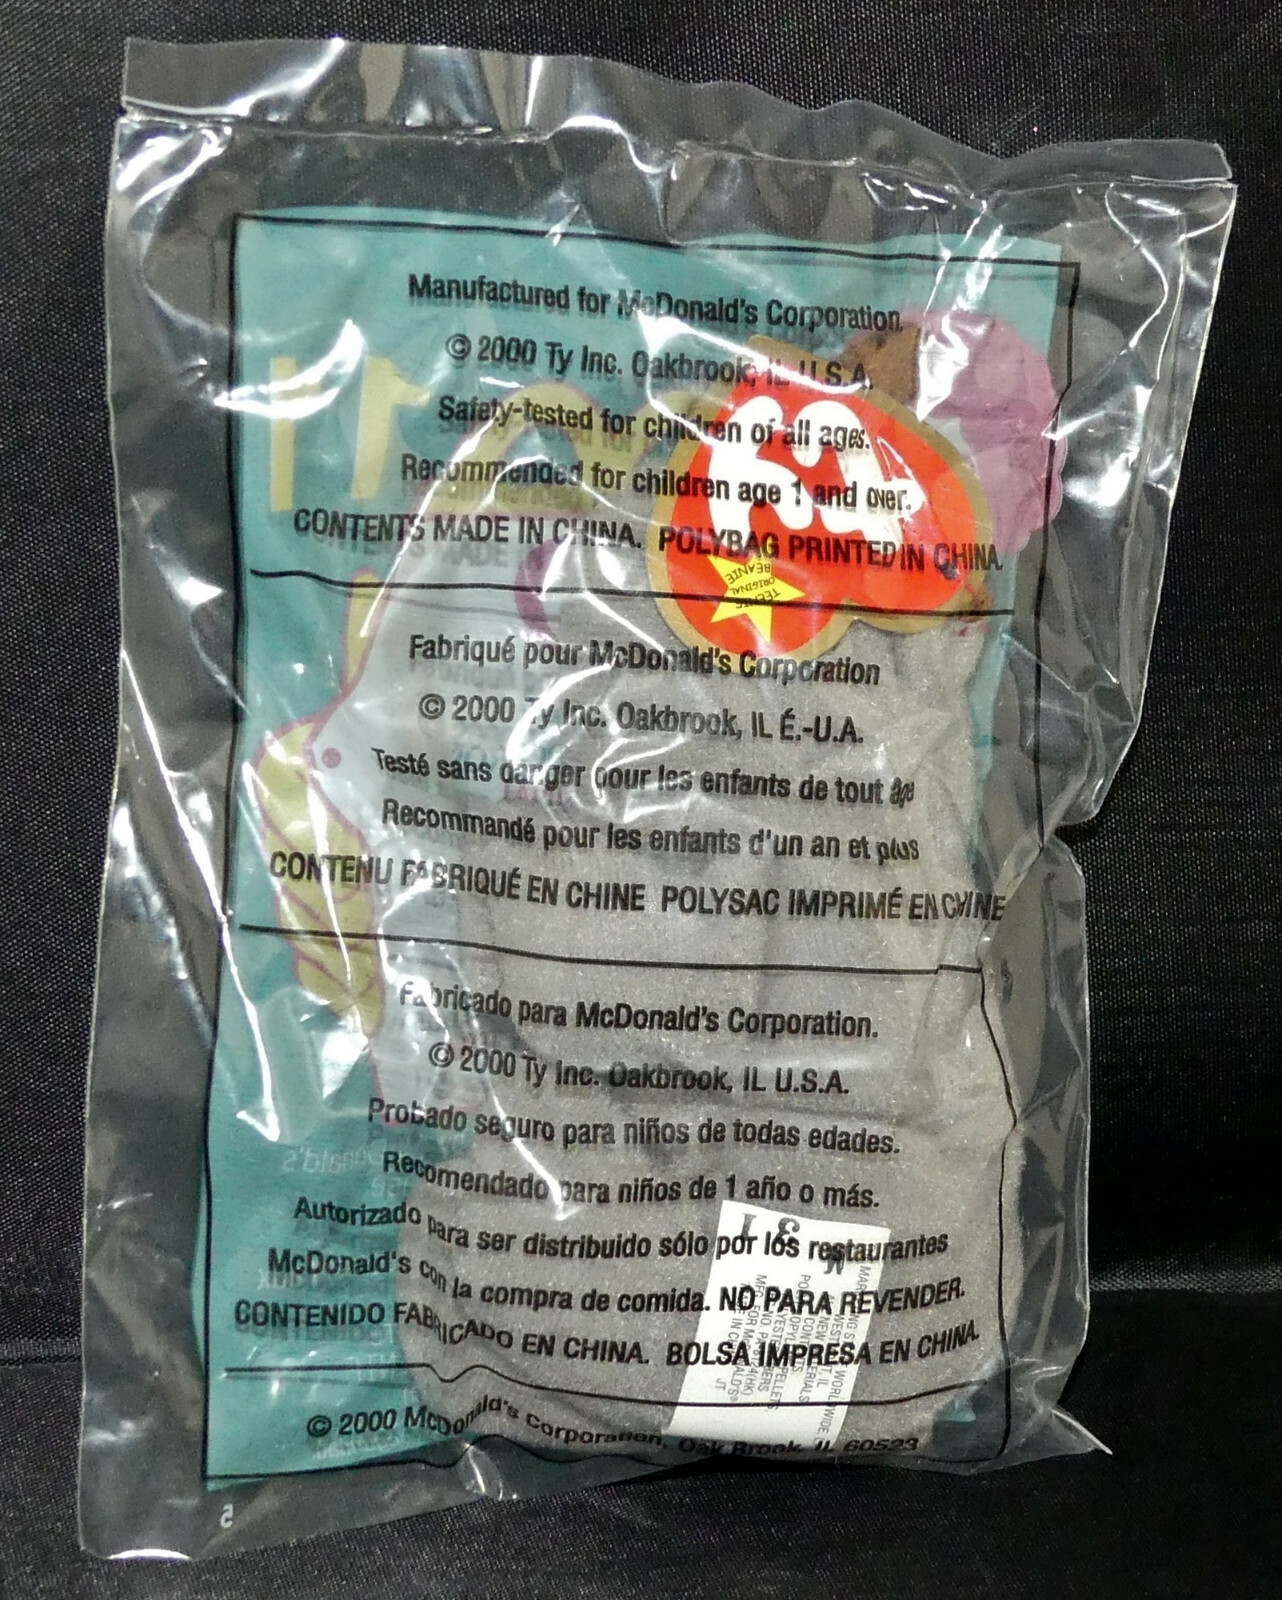 Manufactured for McDonald's Corporation
© 2000 Ty Inc. Oakbrook, IL U.S.A.
Safety-tested for children of all ages.
Recommended for children age 1 and over.
CONTENTS MADE IN CHINA. POLYBAG PRINTED IN CHINA.
ty
TEENIE
ORIGINAL
BEANIE
Fabriqué pour McDonald's Corporation
© 2000 Ty Inc. Oakbrook, IL É.-U.A.
Testé sans danger pour les enfants de tout âge
Recommandé pour les enfants d'un an et plus
CONTENU FABRIQUÉ EN CHINE POLYSAC IMPRIMÉ EN CHINE
Fabricado para McDonald's Corporation.
© 2000 Ty Inc. Oakbrook, IL U.S.A.
Probado seguro para niños de todas edades.
Recomendado para niños de 1 año o más.
Autorizado para ser distribuido sólo por los restaurantes
McDonald's con la compra de comida. NO PARA REVENDER.
CONTENIDO FABRICADO EN CHINA. BOLSA IMPRESA EN CHINA.
© 2000 McDonald's Corporation, Oak Brook, IL 60523
5